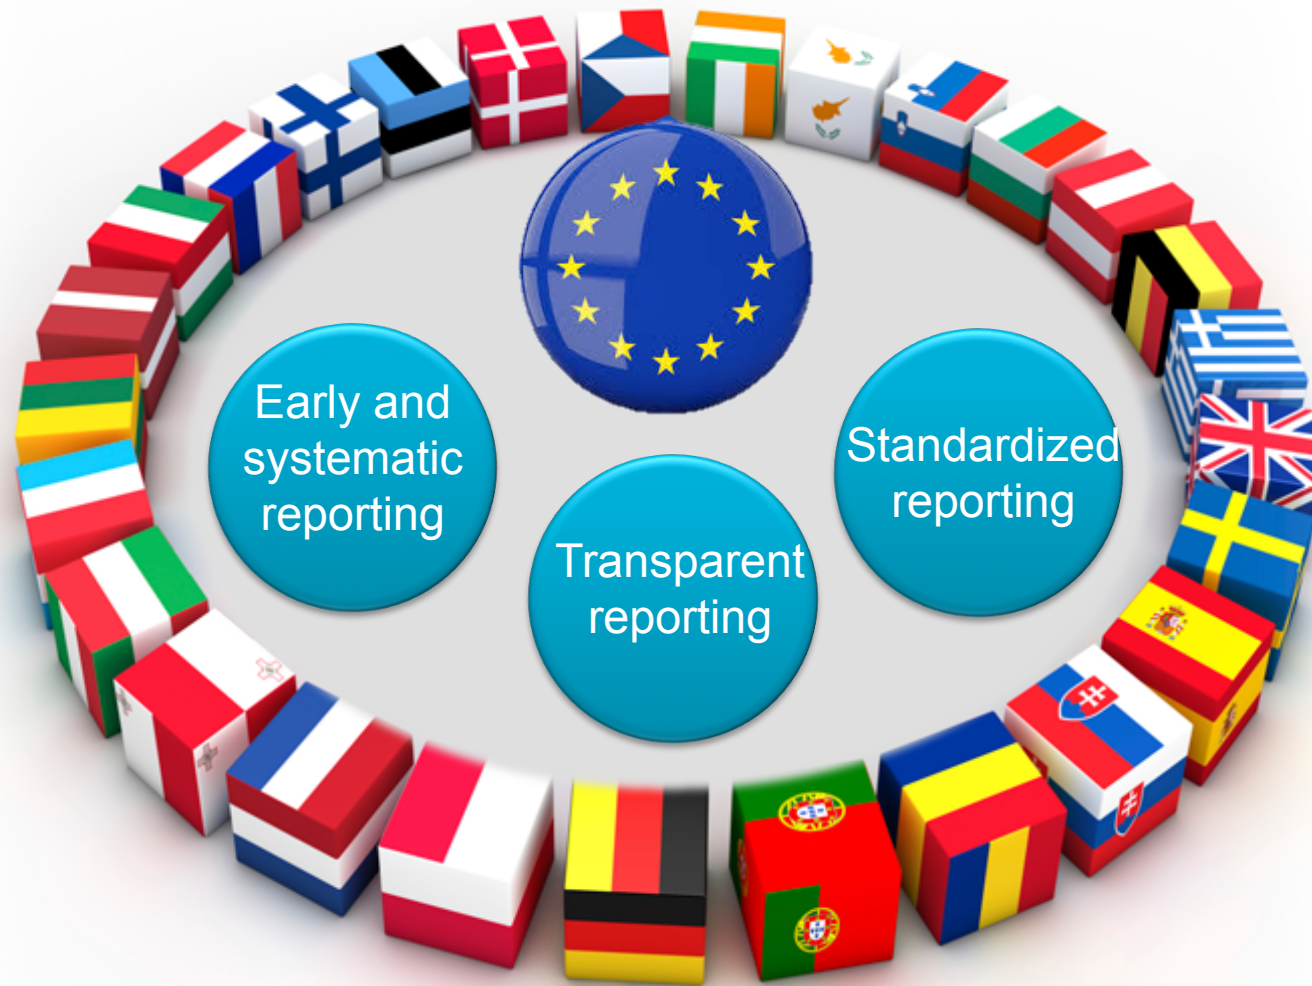 Early and
systematic
reporting
Transparent
reporting
Standardized
reporting